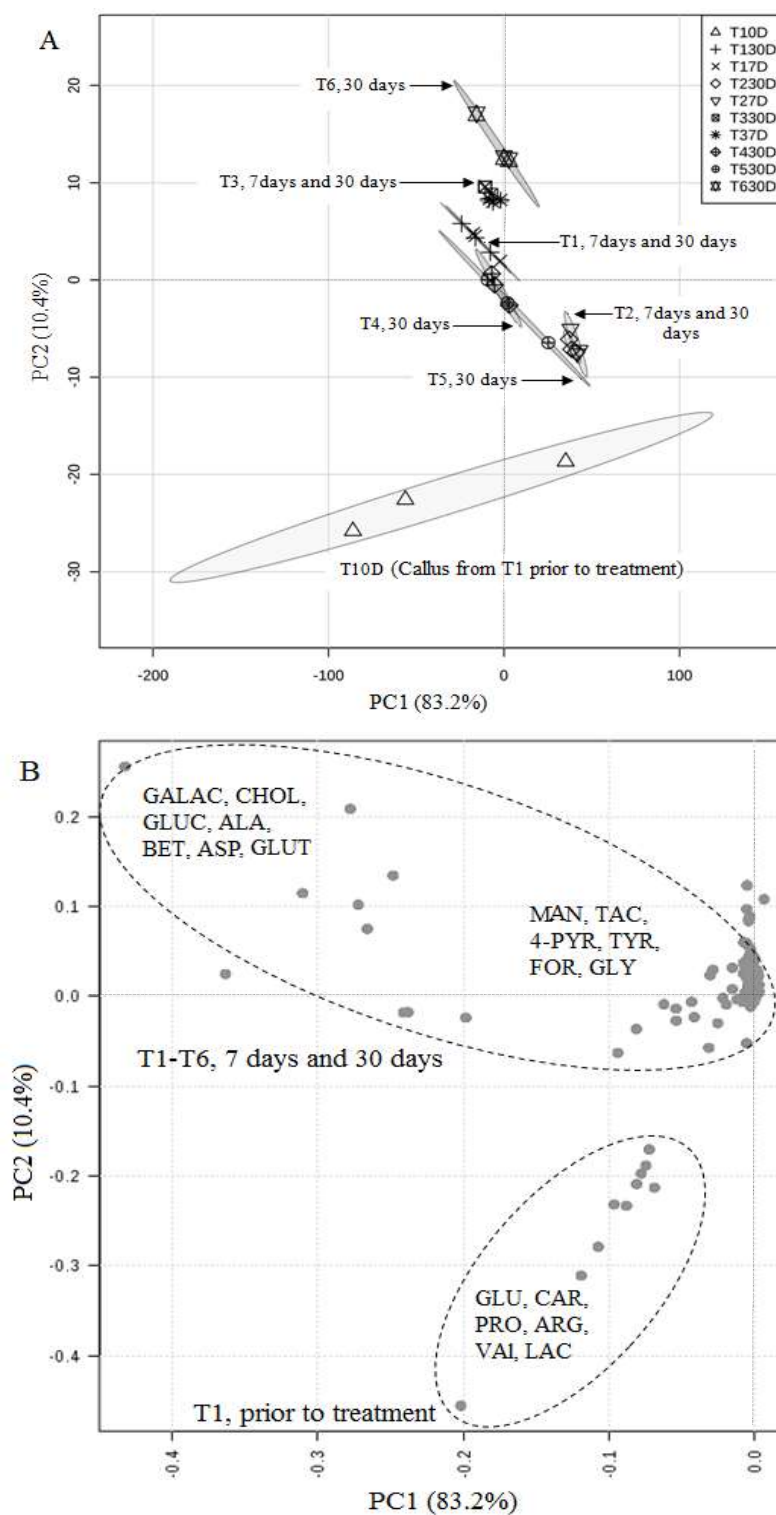 A
T10D
T130D
T17D
T230D
T27D
T330D
T37D
T430D
T530D
T630D
T6, 30 days
T3, 7days and 30 days
T1, 7days and 30 days
T4, 30 days
T2, 7days and 30
days
T5, 30 days
T10D (Callus from T1 prior to treatment)
20
10
0
10
20
-30
PC2 (10.4%)
-200
-100
0
100
PC1 (83.2%)
B
GALAC, CHOL,
GLUC, ALA,
BET, ASP, GLUT
MAN, TAC,
4-PYR, TYR,
FOR, GLY
T1-T6, 7 days and 30 days
GLU, CAR,
PRO, ARG,
VAl, LAC
T1, prior to treatment
0.2
0.1
0.0
-0.1
-0.2
-0.3
-0.4
PC2 (10.4%)
-0.4
-0.3
-0.2
-0.1
0.0
PC1 (83.2%)